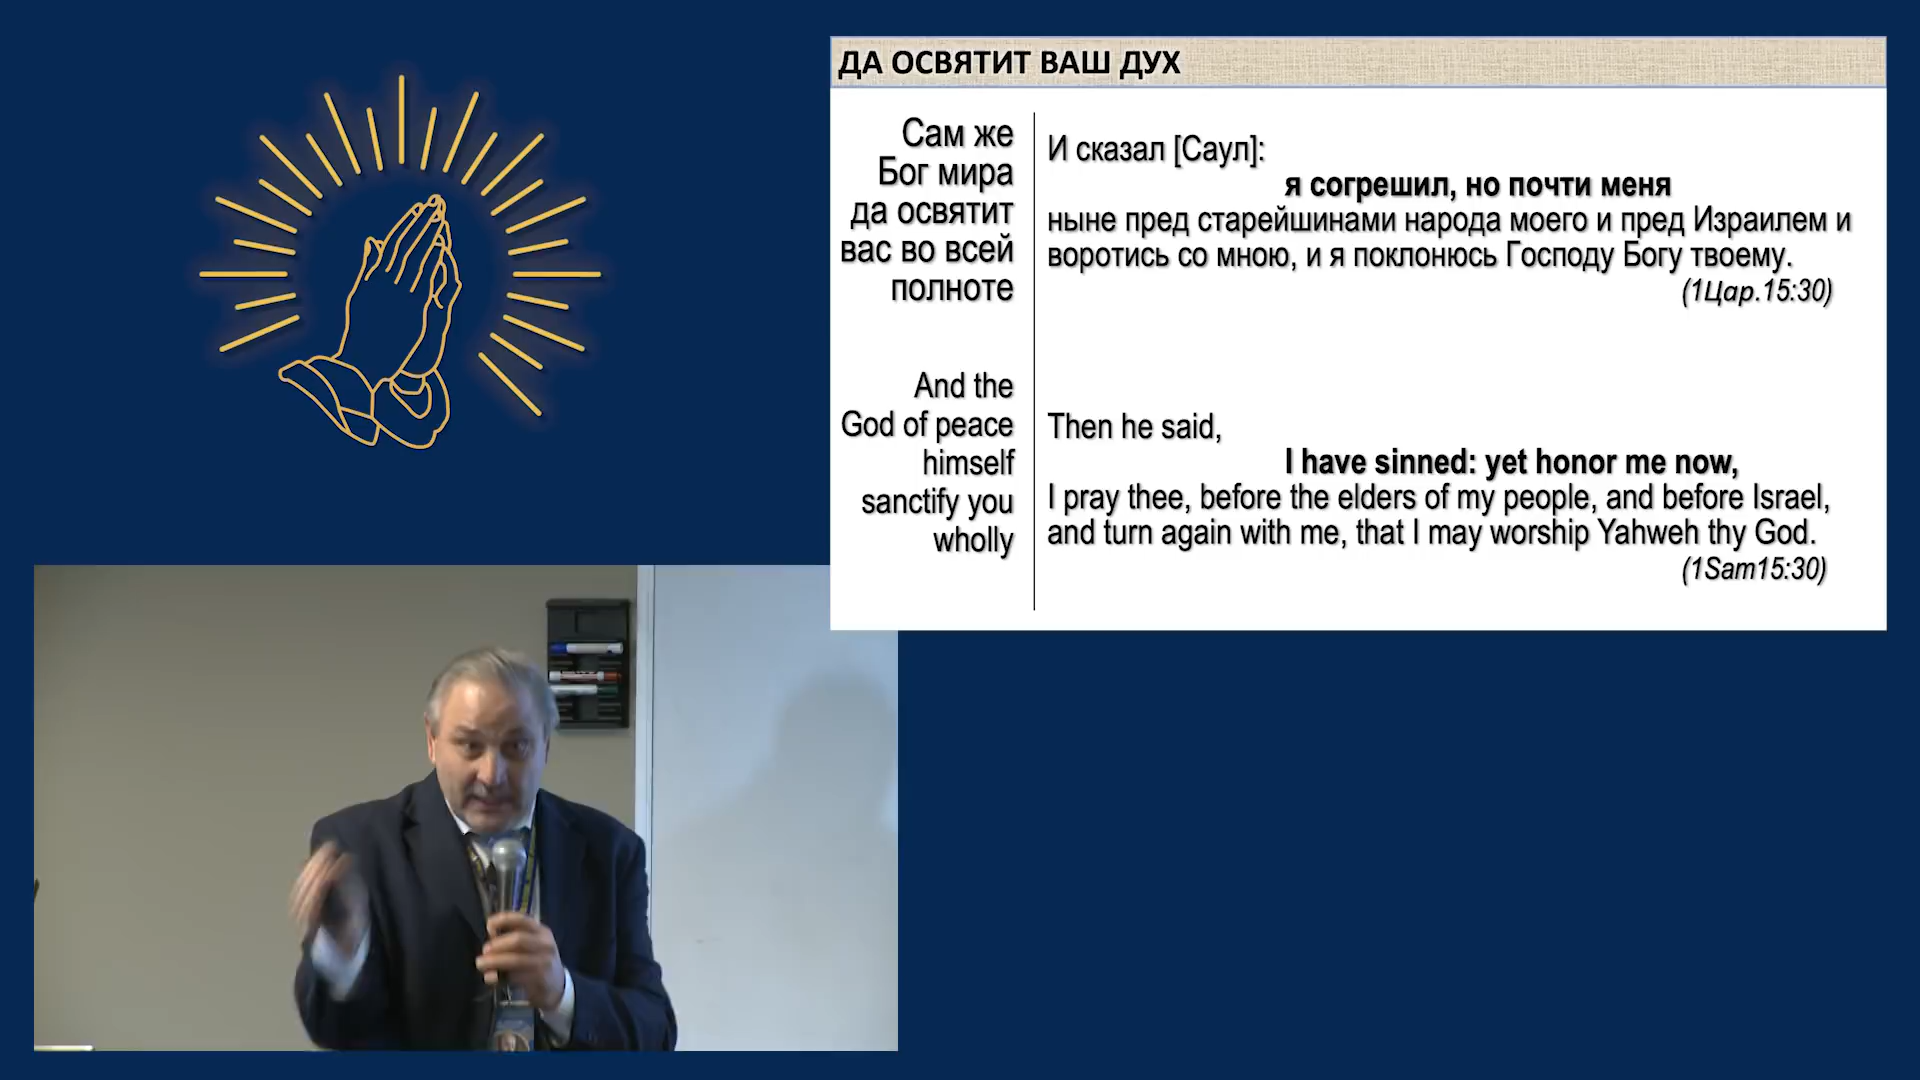 ДА ОСВЯТИТ ВАШ ДУХ
Сам же
Бог мира
да освятит
вас во всей
полноте
And the
God of peace
himself
sanctify you
wholly
И сказал [Саул]:
я согрешил, но почти меня
ныне пред старейшинами народа моего и пред Израилем и
воротись со мною, и я поклонюсь Господу Богу твоему.
(1Цар.15:30)
Then he said,
I have sinned: yet honor me now,
I pray thee, before the elders of my people, and before Israel,
and turn again with me, that I may worship Yahweh thy God.
(1Sam15:30)